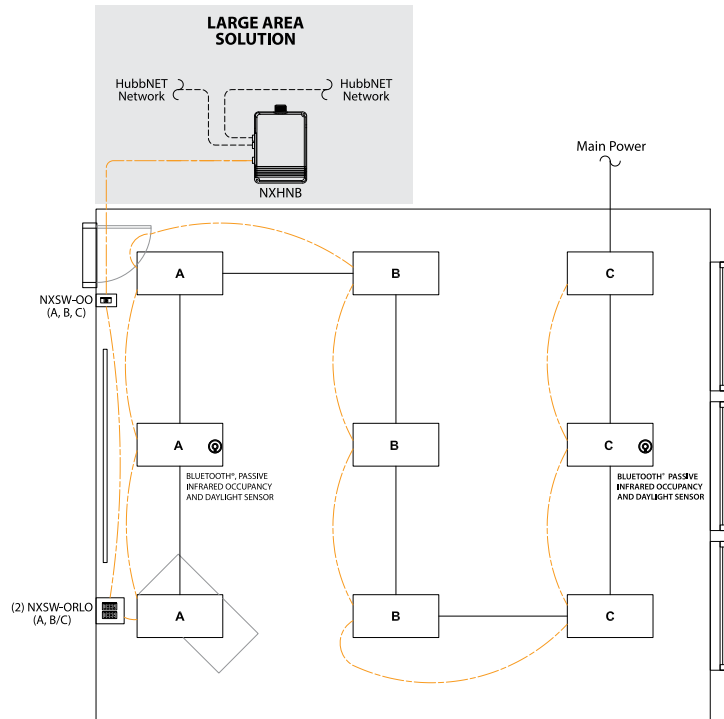 LARGE AREA
SOLUTION
HubbNET
Network
HubbNET
Network
NXHNB
Main Power
A
B
C
NXSW-OO
(A, B, C)
A
B
C
BLUETOOTH®, PASSIVE
INFRARED OCCUPANCY
AND DAYLIGHT SENSOR
BLUETOOTH® PASSIVE
INFRARED OCCUPANCY
AND DAYLIGHT SENSOR
(2) NXSW-ORLO
(A, B/C)
A
B
C